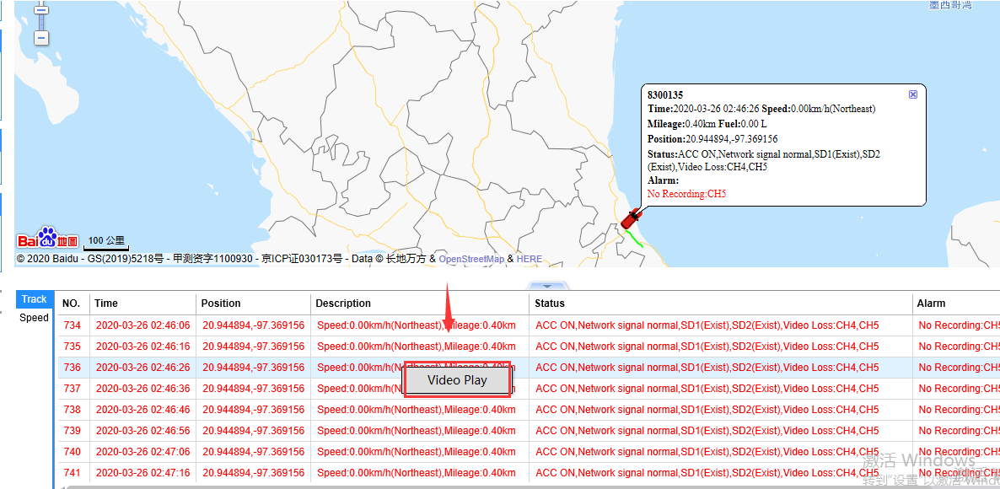 墨西哥湾
8300135
Time:2020-03-26 02:46:26 Speed:0.00km/h(Northeast)
Mileage:0.40km Fuel:0.00 L
Position:20.944894,-97.369156
Status:ACC ON,Network signal normal,SD1(Exist),SD2
(Exist),Video Loss:CH4,CH5
Alarm:
No Recording:CH5
Bai du 地图
100 公里
© 2020 Baidu - GS(2019)5218号 - 甲测资字1100930 - 京ICP证030173号 - Data © 长地万方 & OpenStreetMap & HERE
Track
Speed
NO. Time Position Description Status Alarm
734 2020-03-26 02:46:06 20.944894,-97.369156 Speed:0.00km/h(Northeast),Mileage:0.40km ACC ON,Network signal normal,SD1(Exist),SD2(Exist),Video Loss:CH4,CH5 No Recording:CH5
735 2020-03-26 02:46:16 20.944894,-97.369156 Speed:0.00km/h(Northeast),Mileage:0.40km ACC ON,Network signal normal,SD1(Exist),SD2(Exist),Video Loss:CH4,CH5 No Recording:CH5
736 2020-03-26 02:46:26 20.944894,-97.369156 Speed:0.00km/h(Northeast),Mileage:0.40km ACC ON,Network signal normal,SD1(Exist),SD2(Exist),Video Loss:CH4,CH5 No Recording:CH5
Video Play
737 2020-03-26 02:46:36 20.944894,-97.369156 Speed:0.00km/h ACC ON,Network signal normal,SD1(Exist),SD2(Exist),Video Loss:CH4,CH5 No Recording:CH5
738 2020-03-26 02:46:46 20.944894,-97.369156 Speed:0.00km/h(Northeast),Mileage:0.40km ACC ON,Network signal normal,SD1(Exist),SD2(Exist),Video Loss:CH4,CH5 No Recording:CH5
739 2020-03-26 02:46:56 20.944894,-97.369156 Speed:0.00km/h(Northeast),Mileage:0.40km ACC ON,Network signal normal,SD1(Exist),SD2(Exist),Video Loss:CH4,CH5 No Recording:CH5
740 2020-03-26 02:47:06 20.944894,-97.369156 Speed:0.00km/h(Northeast),Mileage:0.40km ACC ON,Network signal normal,SD1(Exist),SD2(Exist),Video Loss:CH4,CH5 No Recording:CH5
741 2020-03-26 02:47:16 20.944894,-97.369156 Speed:0.00km/h(Northeast),Mileage:0.40km ACC ON,Network signal normal,SD1(Exist),SD2(Exist),Video Loss:CH4,CH5 No Recording:CH5
激活 Windows
转到"设置"以激活